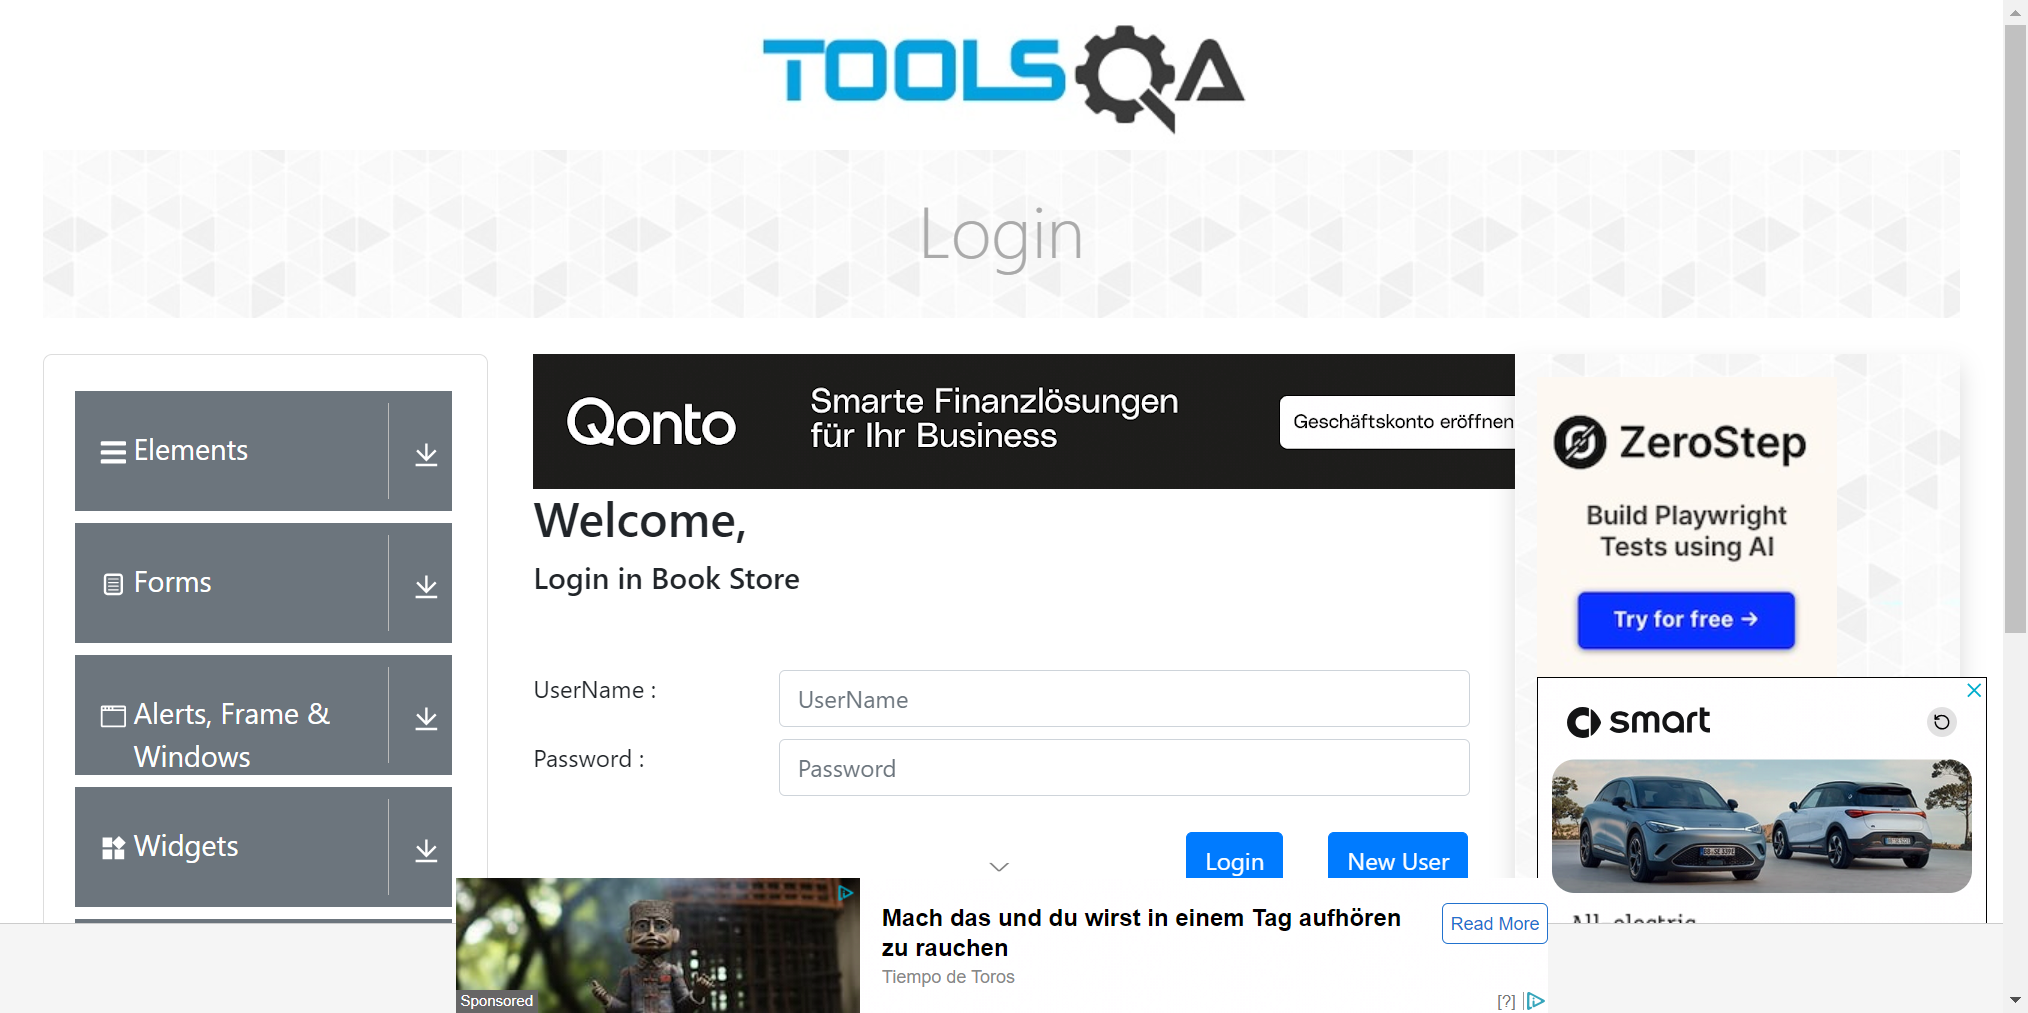 TOOLSQA
Login
Elements
Forms
Alerts, Frame &
Windows
Widgets
Qonto
Smarte Finanzlösungen
für Ihr Business
Geschäftskonto eröffnen
Welcome,
Login in Book Store
UserName :
UserName
Password :
Password
Login
New User
ZeroStep
Build Playwright
Tests using AI
Try for free →
smart
All-electric
Mach das und du wirst in einem Tag aufhören
zu rauchen
Tiempo de Toros
Read More
Sponsored
[?]